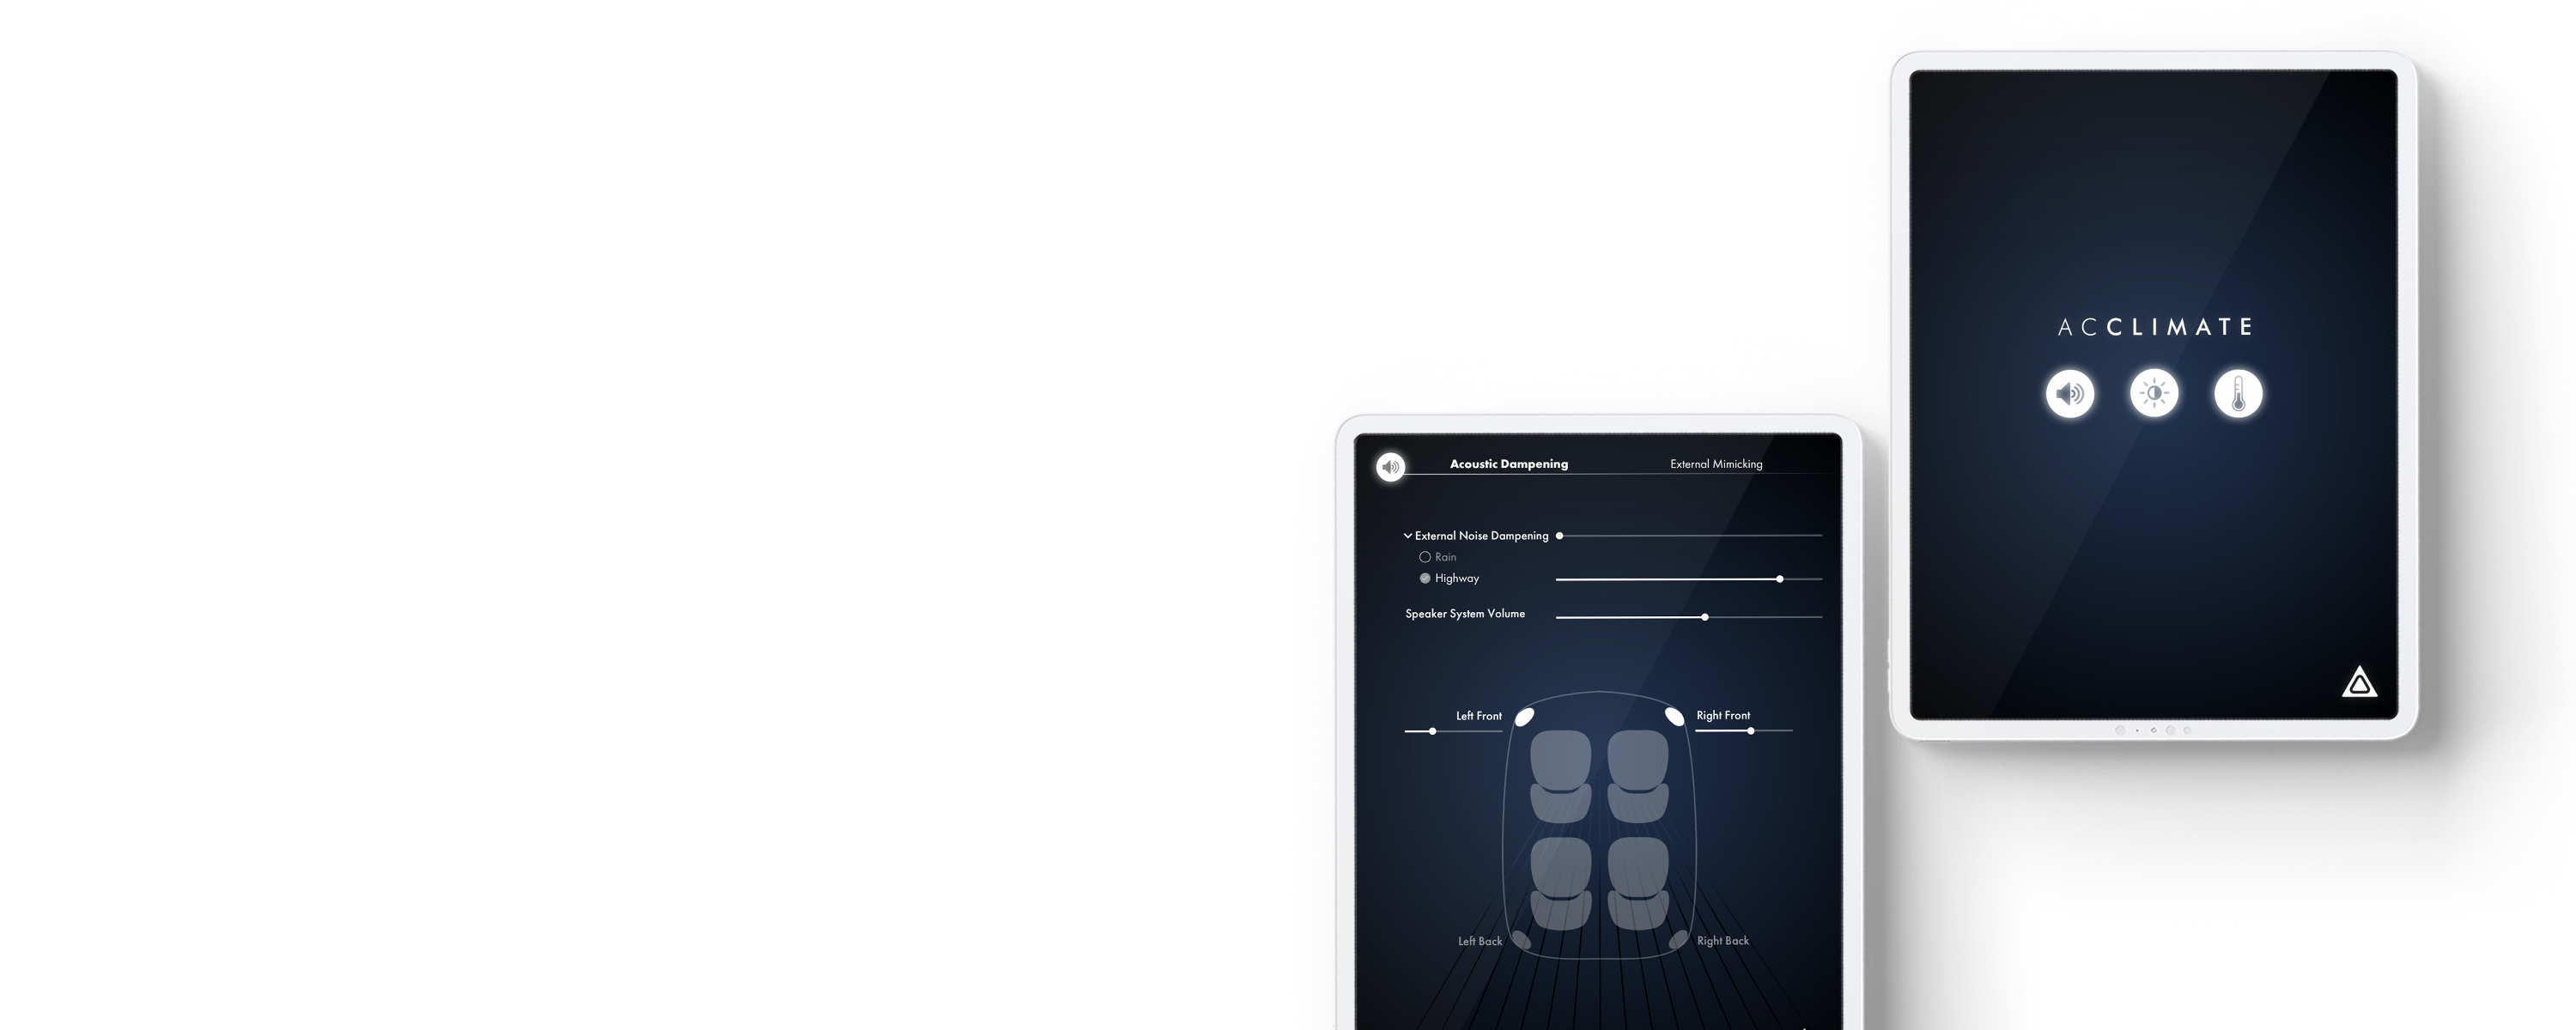 ACCLIMATE
Acoustic Dampening
External Mimicking
External Noise Dampening
Rain
Highway
Speaker System Volume
Left Front
Right Front
Left Back
Right Back